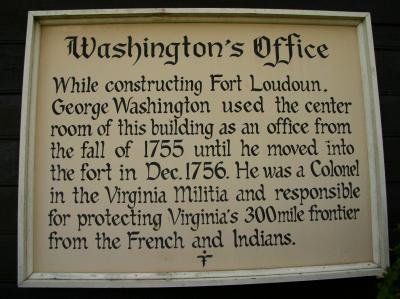 Washington's Office
While constructing Fort Loudoun,
George Washington used the center
room of this building as an office from
the fall of 1755 until he moved into
the fort in Dec. 1756. He was a Colonel
in the Virginia Militia and responsible
for protecting Virginia's 300 mile frontier
from the French and Indians.